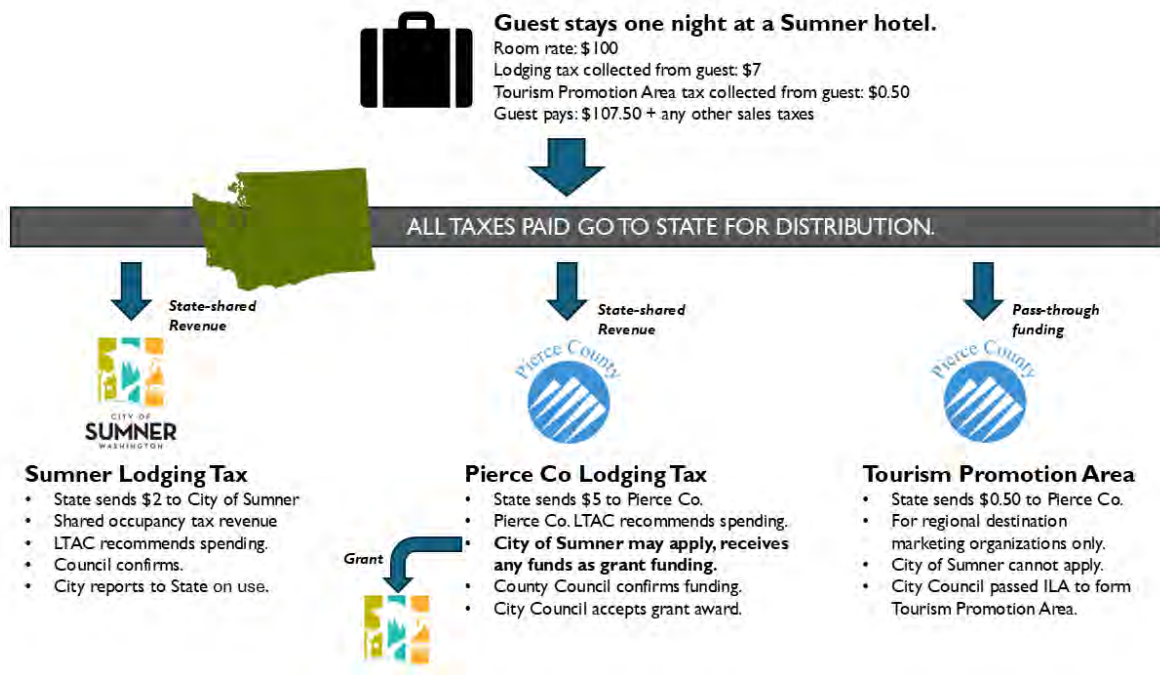 Guest stays one night at a Sumner hotel.
Room rate: $100
Lodging tax collected from guest: $7
Tourism Promotion Area tax collected from guest: $0.50
Guest pays: $107.50 + any other sales taxes
ALL TAXES PAID GO TO STATE FOR DISTRIBUTION.
State-shared
Revenue
CITY OF
SUMNER
WASHINGTON
Sumner Lodging Tax
• State sends $2 to City of Sumner
• Shared occupancy tax revenue
• LTAC recommends spending.
• Council confirms.
• City reports to State on use.
State-shared
Revenue
Pierce County
Pierce Co Lodging Tax
• State sends $5 to Pierce Co.
• Pierce Co. LTAC recommends spending.
• City of Sumner may apply, receives
any funds as grant funding.
• County Council confirms funding.
• City Council accepts grant award.
Grant
Pass-through
funding
Pierce County
Tourism Promotion Area
• State sends $0.50 to Pierce Co.
• For regional destination
marketing organizations only.
• City of Sumner cannot apply.
• City Council passed ILA to form
Tourism Promotion Area.